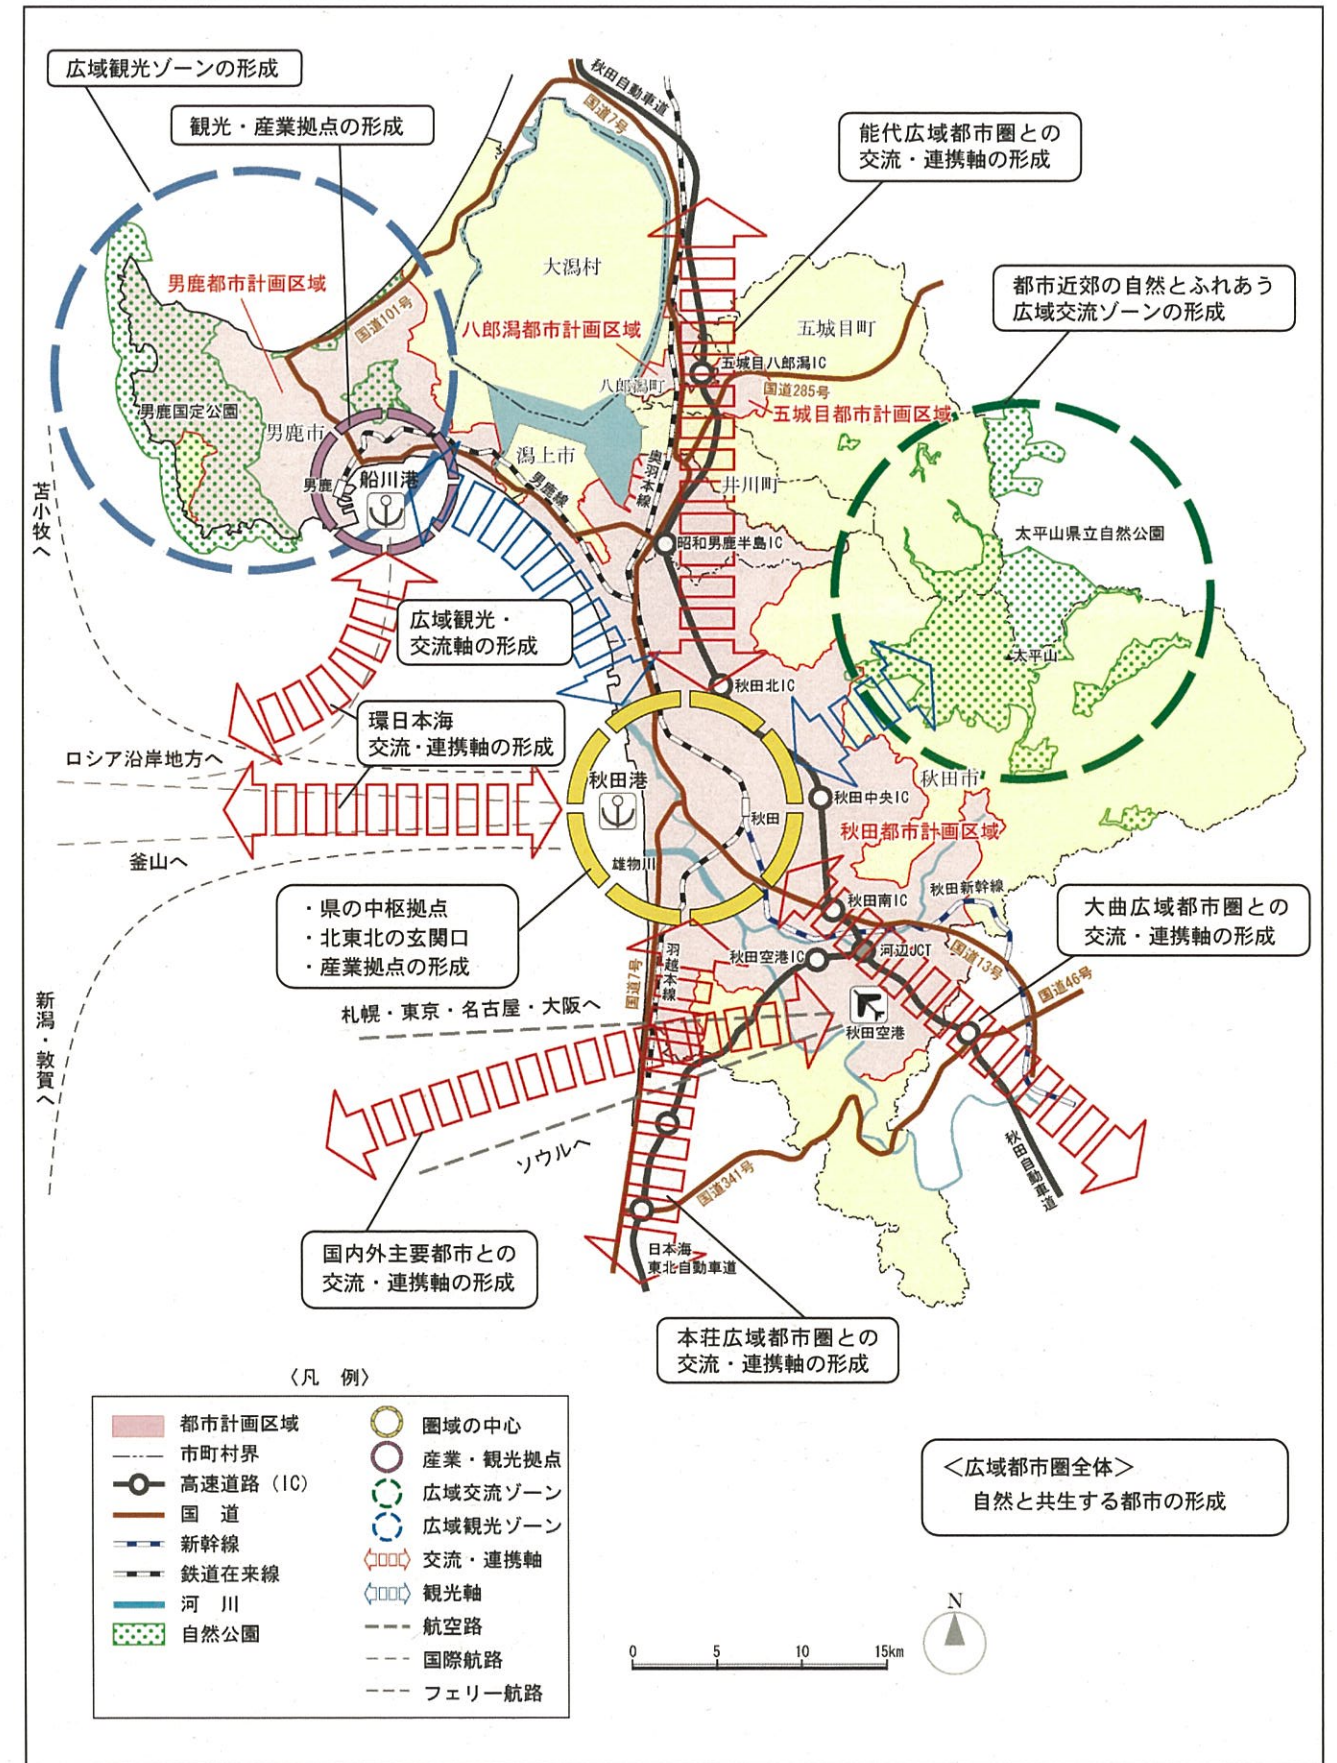 広域観光ゾーンの形成
観光・産業拠点の形成
秋田自動車道
国道7号
能代広域都市圏との
交流・連携軸の形成
都市近郊の自然とふれあう
広域交流ゾーンの形成
大潟村
男鹿都市計画区域
国道101号
八郎潟都市計画区域
五城目町
五城目八郎潟IC
八郎潟町
国道285号
五城目都市計画区域
男鹿国定公園
男鹿市
潟上市
奥羽本線
井川町
男鹿
船川港
男鹿線
苫小牧へ
昭和男鹿半島IC
太平山県立自然公園
広域観光・
交流軸の形成
太平山
秋田北IC
環日本海
交流・連携軸の形成
ロシア沿岸地方へ
秋田港
秋田市
秋田中央IC
秋田
秋田都市計画区域
釜山へ
雄物川
・県の中枢拠点
・北東北の玄関口
・産業拠点の形成
秋田南IC
秋田新幹線
大曲広域都市圏との
交流・連携軸の形成
羽越本線
秋田空港IC
河辺JCT
国道13号
国道46号
国道7号
新潟・敦賀へ
札幌・東京・名古屋・大阪へ
秋田空港
ソウルへ
国道341号
秋田自動車道
国内外主要都市との
交流・連携軸の形成
日本海
東北自動車道
本荘広域都市圏との
交流・連携軸の形成
〈凡 例〉
都市計画区域
市町村界
高速道路(IC)
国 道
新幹線
鉄道在来線
河 川
自然公園
圏域の中心
産業・観光拠点
広域交流ゾーン
広域観光ゾーン
交流・連携軸
観光軸
航空路
国際航路
フェリー航路
＜広域都市圏全体＞
自然と共生する都市の形成
N
0 5 10 15km